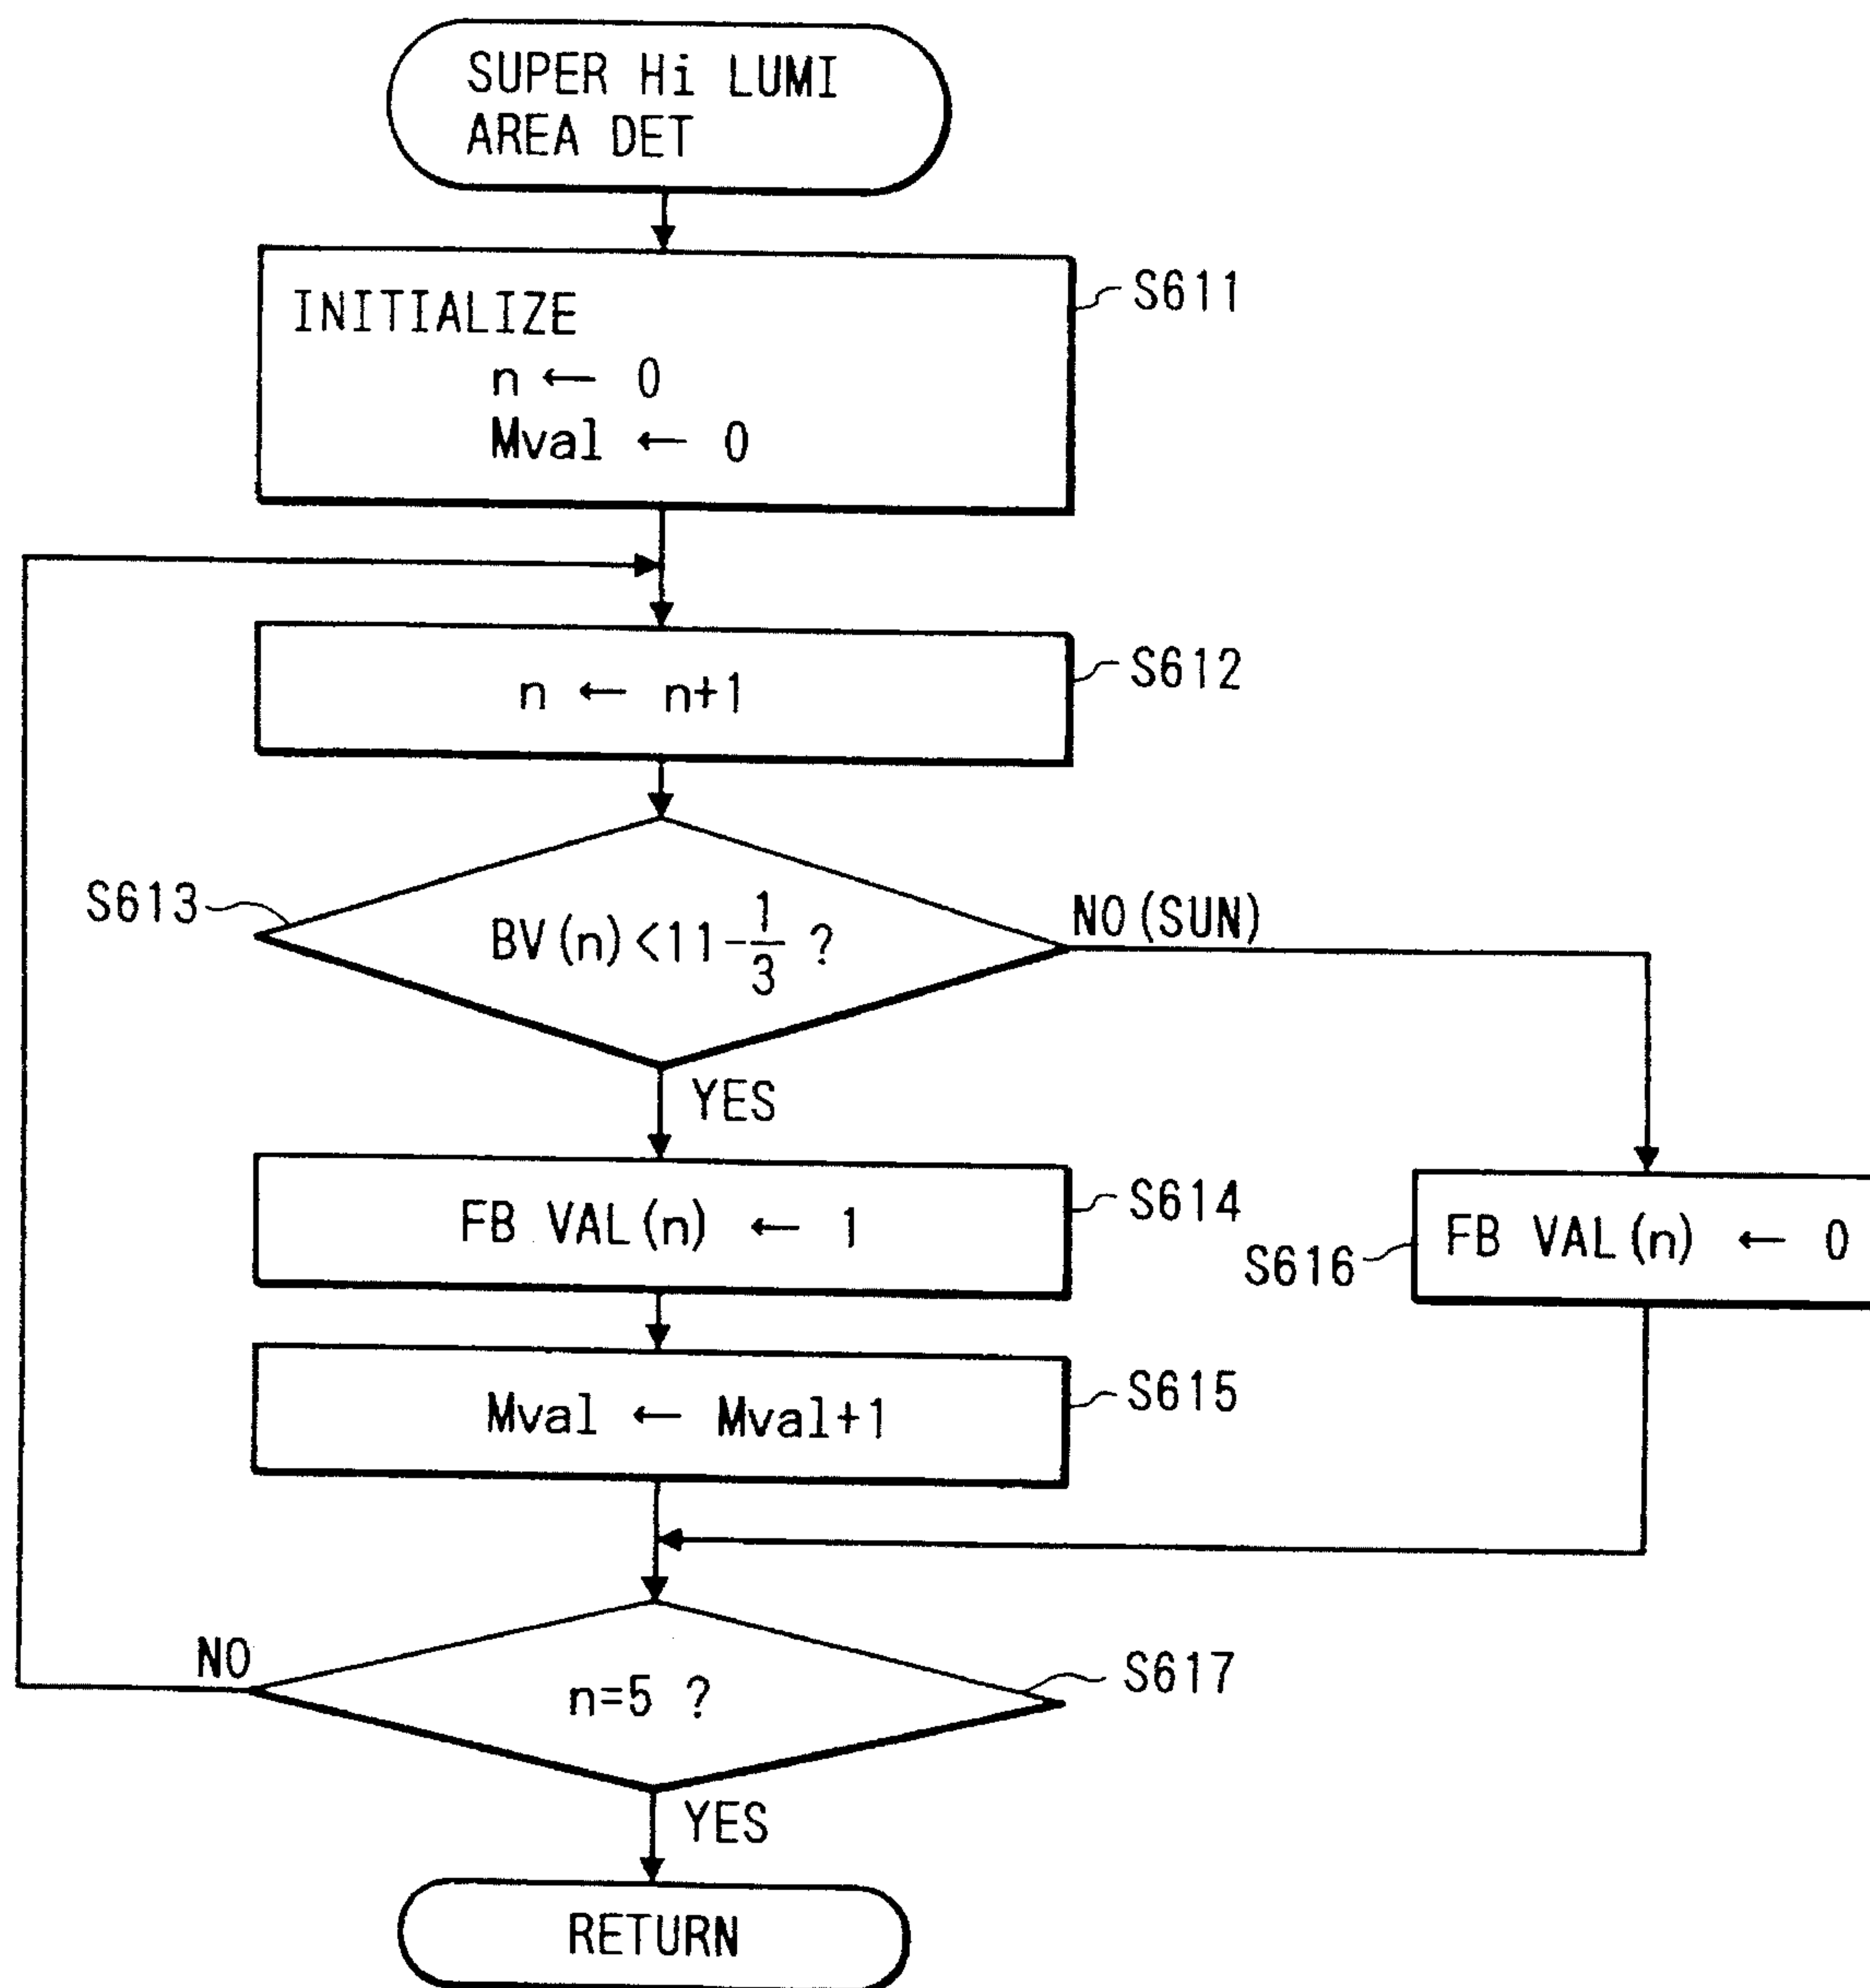 SUPER Hi LUMI
AREA DET
INITIALIZE
n ← 0
Mval ← 0
S611
n ← n+1
S612
S613
BV(n)<11-1/3 ?
NO(SUN)
YES
FB VAL(n) ← 1
S614
FB VAL(n) ← 0
S616
Mval ← Mval+1
S615
NO
n=5 ?
S617
YES
RETURN